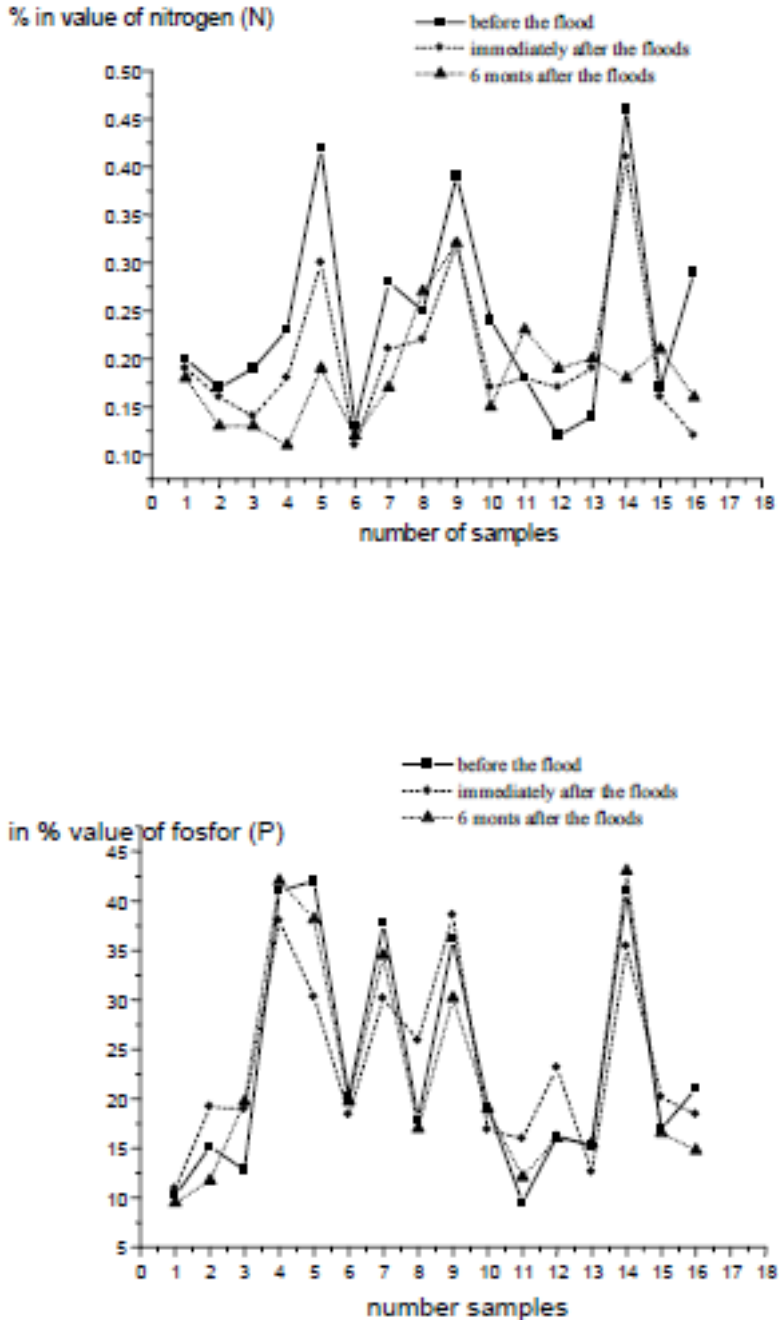 % in value of nitrogen (N)
before the flood
immediately after the floods
6 monts after the floods
0.50
0.45
0.40
0.35
0.30
0.25
0.20
0.15
0.10
0 1 2 3 4 5 6 7 8 9 10 11 12 13 14 15 16 17 18
number of samples
before the flood
immediately after the floods
6 monts after the floods
in % value of fosfor (P)
45
40
35
30
25
20
15
10
5
0 1 2 3 4 5 6 7 8 9 10 11 12 13 14 15 16 17 18
number samples